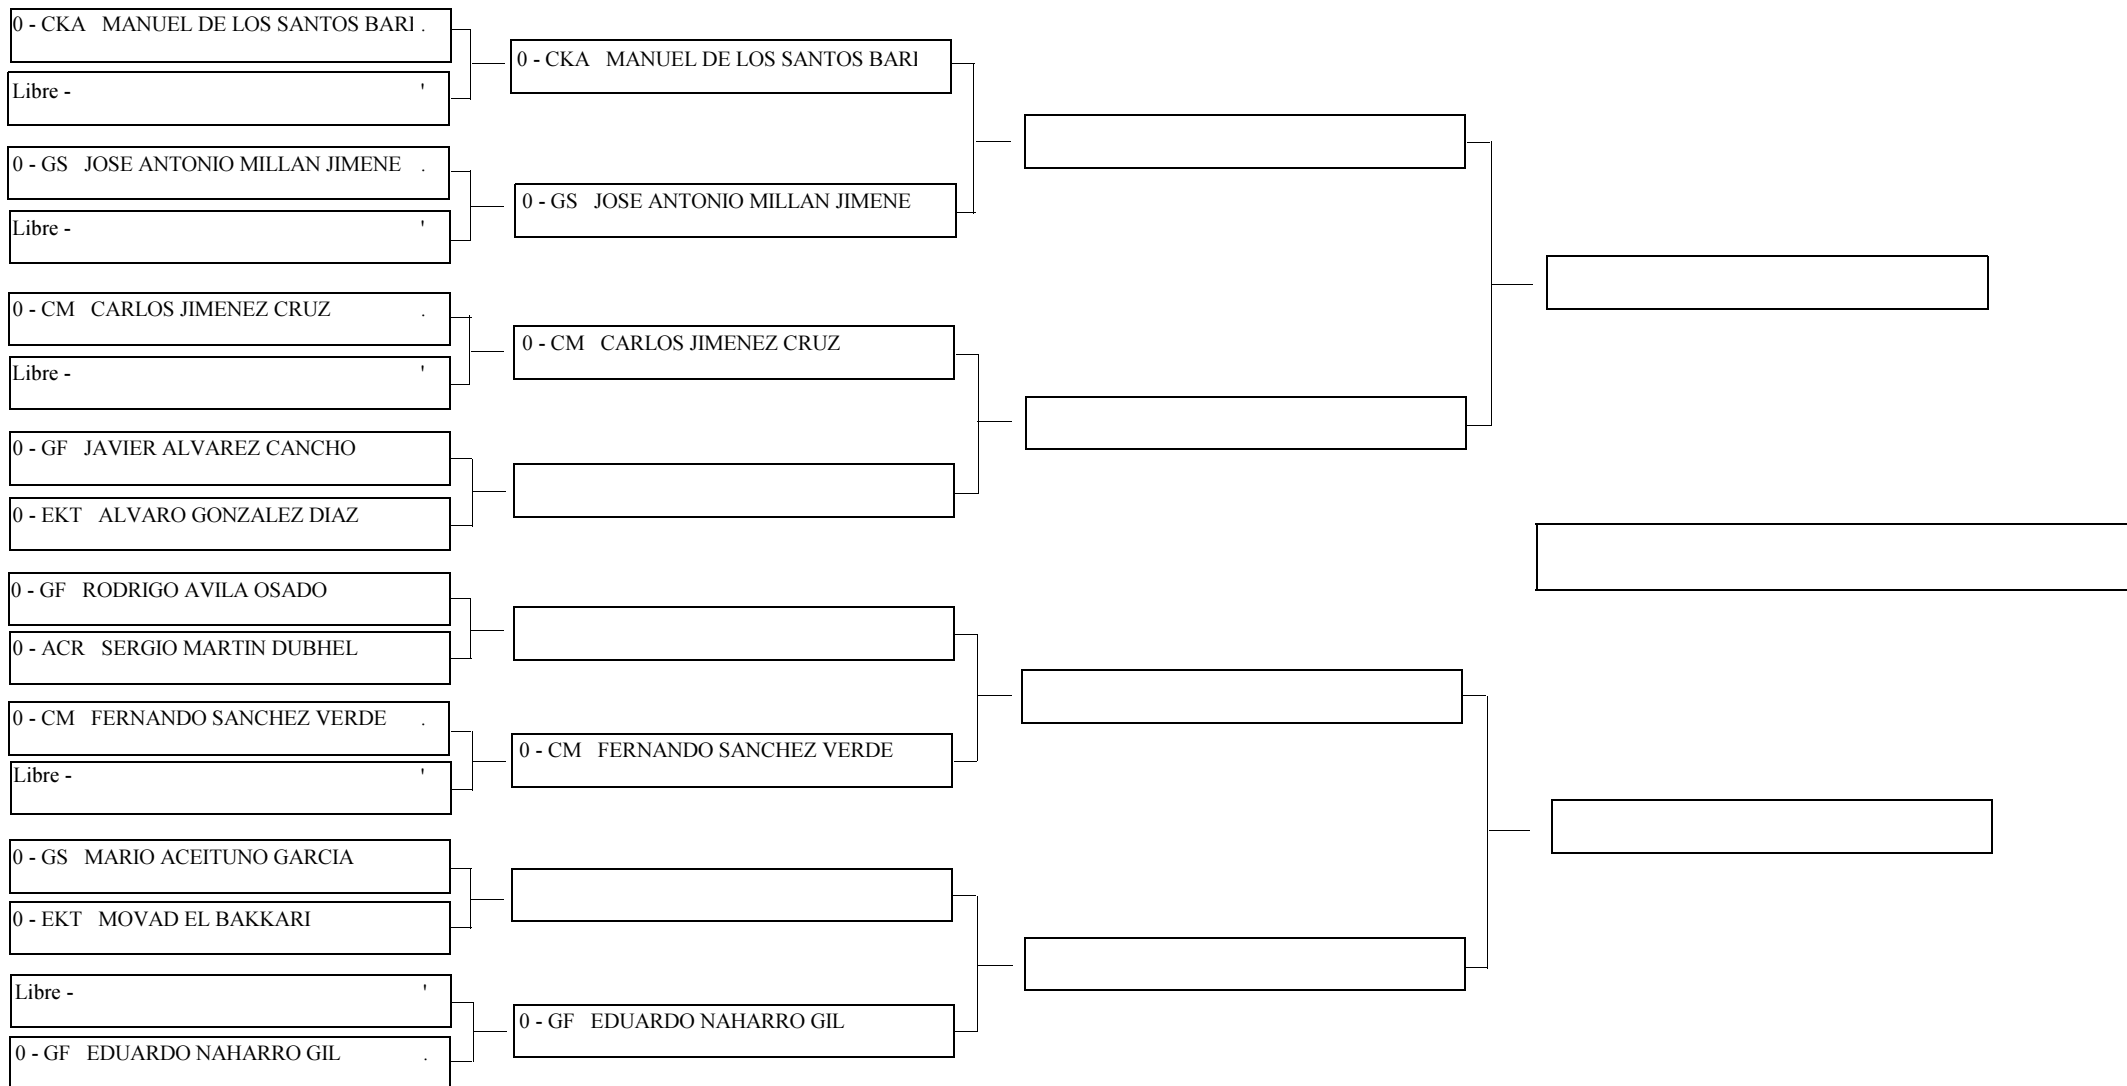 0 - CKA MANUEL DE LOS SANTOS BARI .
Libre - '
0 - GS JOSE ANTONIO MILLAN JIMENE .
Libre - '
0 - CM CARLOS JIMENEZ CRUZ .
Libre - '
0 - GF JAVIER ALVAREZ CANCHO
0 - EKT ALVARO GONZALEZ DIAZ
0 - GF RODRIGO AVILA OSADO
0 - ACR SERGIO MARTIN DUBHEL
0 - CM FERNANDO SANCHEZ VERDE .
Libre - '
0 - GS MARIO ACEITUNO GARCIA
0 - EKT MOVAD EL BAKKARI
Libre - '
0 - GF EDUARDO NAHARRO GIL .
0 - CKA MANUEL DE LOS SANTOS BARI
0 - GS JOSE ANTONIO MILLAN JIMENE
0 - CM CARLOS JIMENEZ CRUZ
0 - CM FERNANDO SANCHEZ VERDE
0 - GF EDUARDO NAHARRO GIL